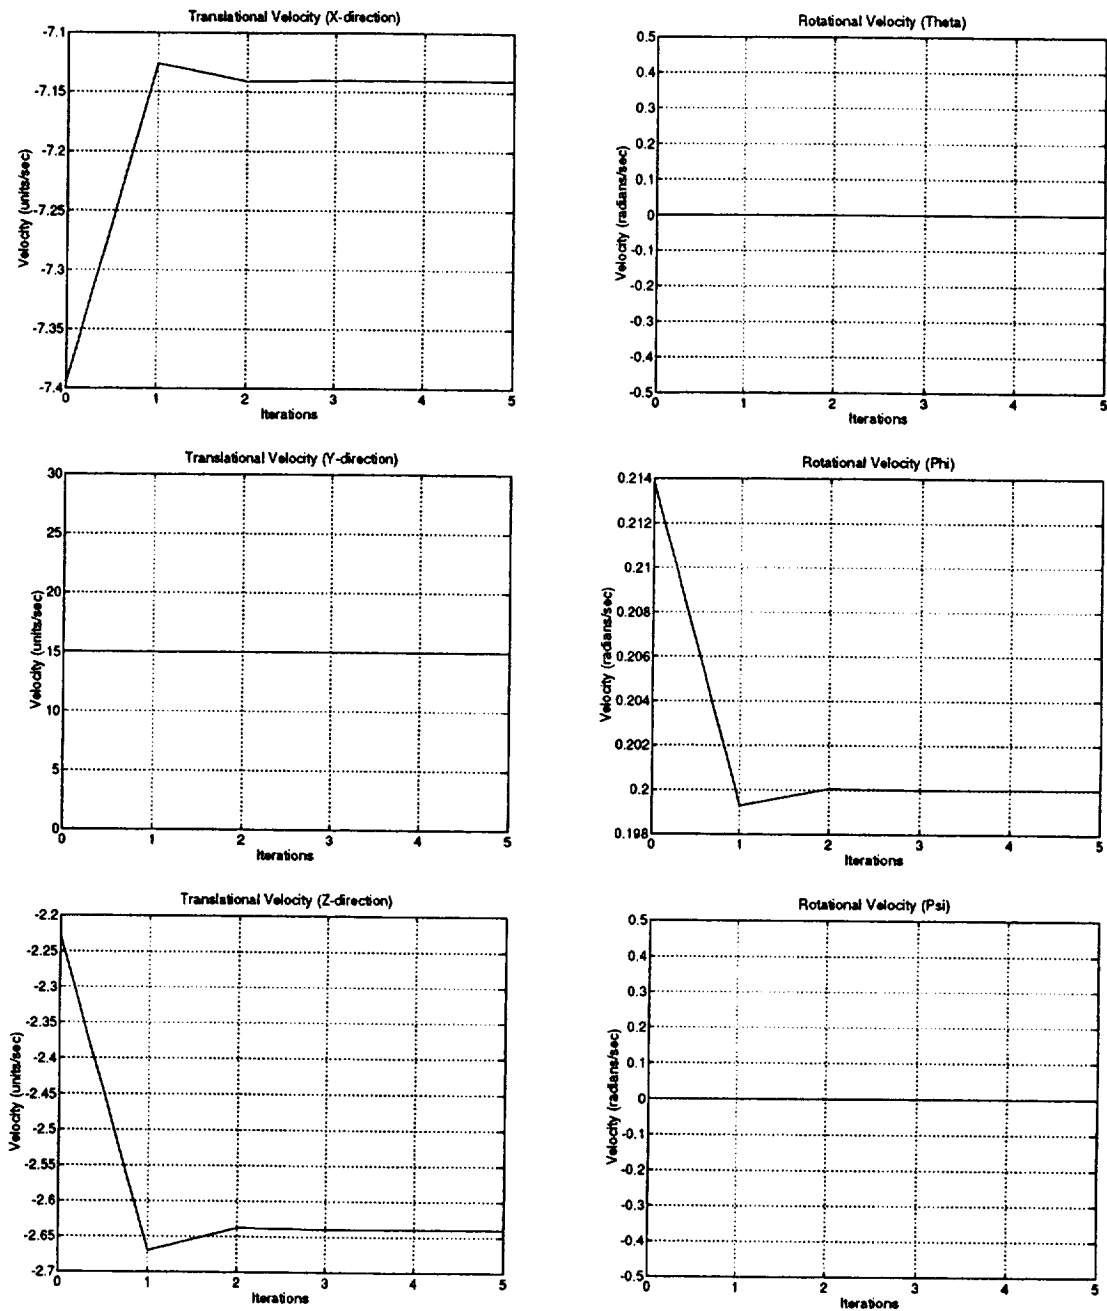 Translational Velocity (X-direction)
-7.1
-7.15
-7.2
-7.25
-7.3
-7.35
-7.4
Velocity (units/sec)
0 1 2 3 4 5
Iterations
Rotational Velocity (Theta)
0.5
0.4
0.3
0.2
0.1
0
-0.1
-0.2
-0.3
-0.4
-0.5
Velocity (radians/sec)
0 1 2 3 4 5
Iterations
Translational Velocity (Y-direction)
30
25
20
15
10
5
0
Velocity (units/sec)
0 1 2 3 4 5
Iterations
Rotational Velocity (Phi)
0.214
0.212
0.21
0.208
0.206
0.204
0.202
0.2
0.198
Velocity (radians/sec)
0 1 2 3 4 5
Iterations
Translational Velocity (Z-direction)
-2.2
-2.25
-2.3
-2.35
-2.4
-2.45
-2.5
-2.55
-2.6
-2.65
-2.7
Velocity (units/sec)
0 1 2 3 4 5
Iterations
Rotational Velocity (Psi)
0.5
0.4
0.3
0.2
0.1
0
-0.1
-0.2
-0.3
-0.4
-0.5
Velocity (radians/sec)
0 1 2 3 4 5
Iterations